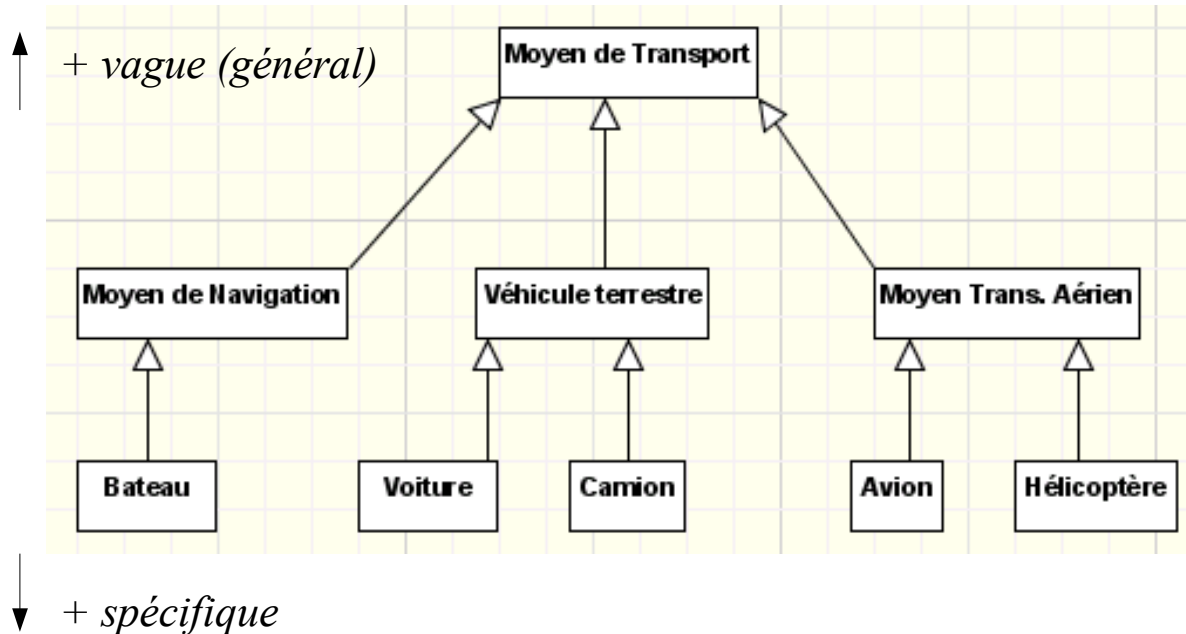 + vague (général)
Moyen de Transport
Moyen de Navigation
Véhicule terrestre
Moyen Trans. Aérien
Bateau
Voiture
Camion
Avion
Hélicoptère
+ spécifique